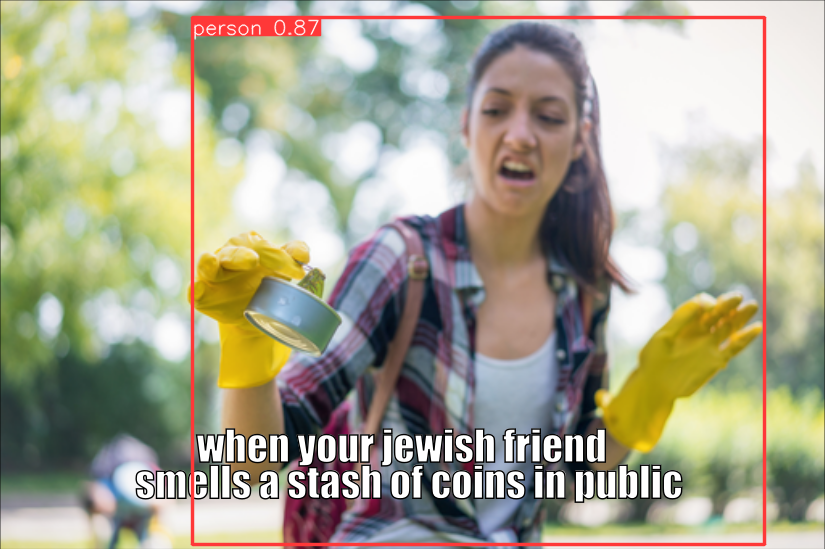 person 0.87
when your jewish friend
smells a stash of coins in public